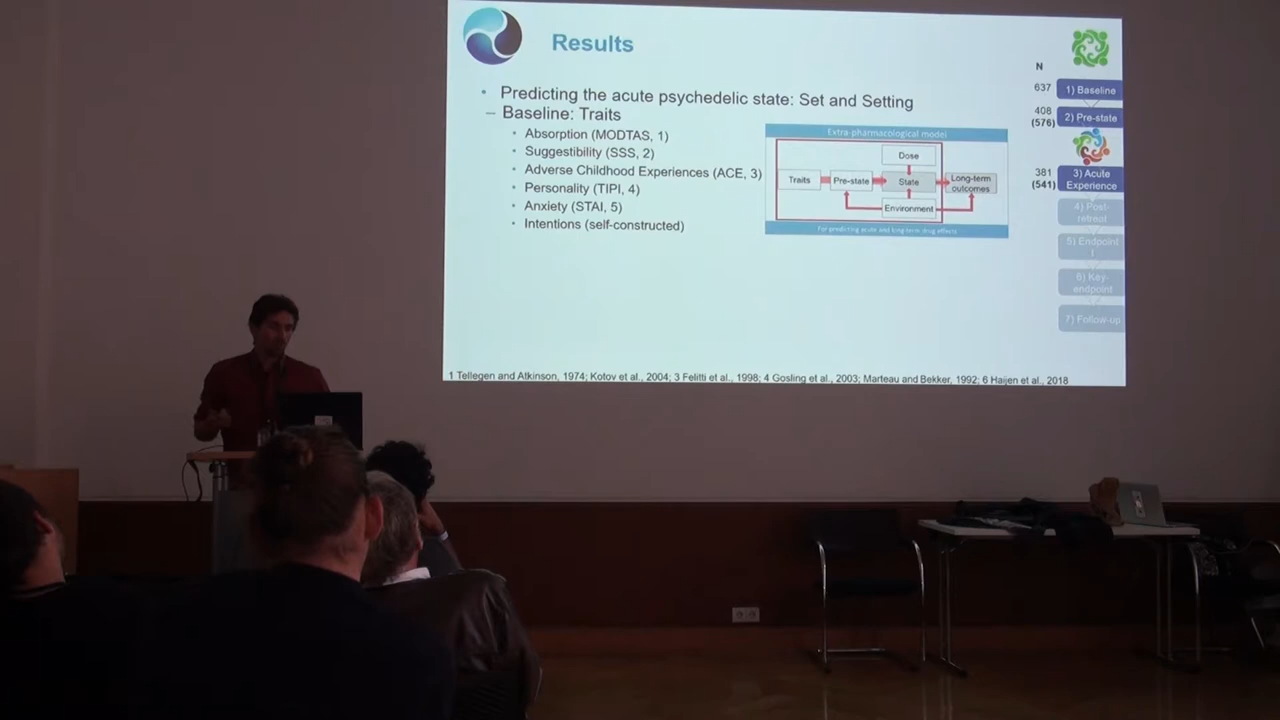 Results
• Predicting the acute psychedelic state: Set and Setting
– Baseline: Traits
• Absorption (MODTAS, 1)
• Suggestibility (SSS, 2)
• Adverse Childhood Experiences (ACE, 3)
• Personality (TIPI, 4)
• Anxiety (STAI, 5)
• Intentions (self-constructed)
Extra-pharmacological model
Dose
Traits
Pre-state
State
Long-term
outcomes
Environment
For predicting acute and long-term drug effects
N
637
1) Baseline
408
(576)
2) Pre-state
381
(541)
3) Acute
Experience
4) Post-
retreat
5) Endpoint
6) Key-
endpoint
7) Follow-up
1 Tellegen and Atkinson, 1974; Kotov et al., 2004; 3 Felitti et al., 1998; 4 Gosling et al., 2003; Marteau and Bekker, 1992; 6 Haijen et al., 2018